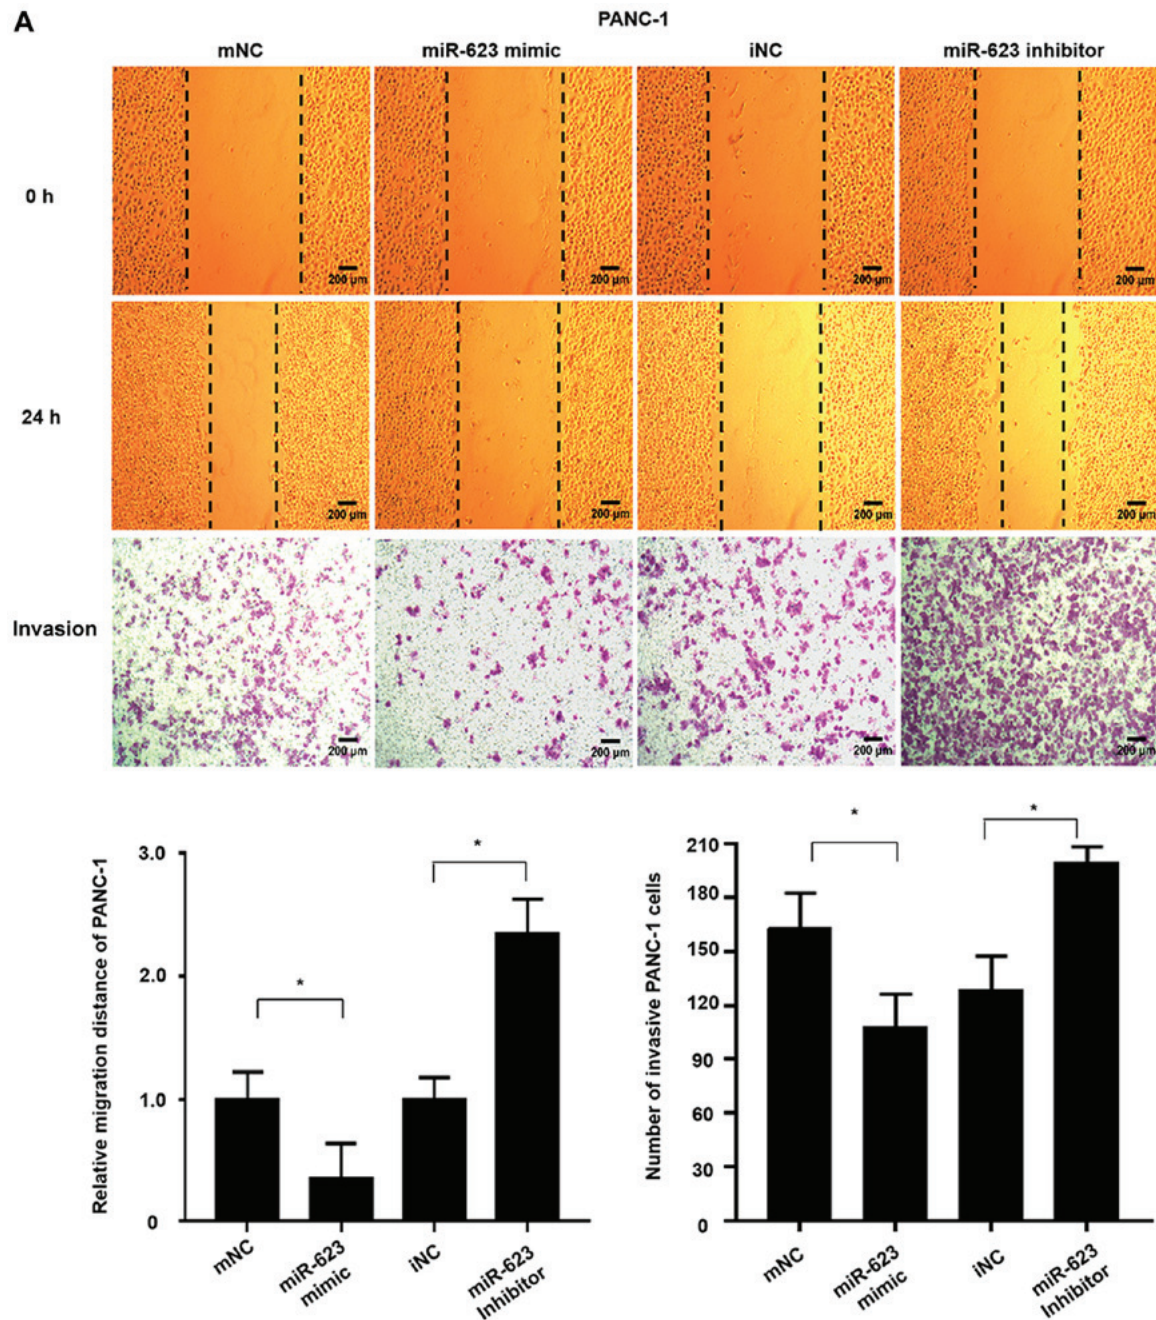 A
PANC-1
mNC miR-623 mimic iNC miR-623 inhibitor
0 h
200 µm 200 µm 200 µm 200 µm
24 h
200 µm 200 µm 200 µm 200 µm
Invasion
200 µm 200 µm 200 µm 200 µm
Relative migration distance of PANC-1
3.0
2.0
1.0
0
*
*
mNC
miR-623
mimic
iNC
miR-623
Inhibitor
Number of invasive PANC-1 cells
210
180
150
120
90
60
30
0
*
*
mNC
miR-623
mimic
iNC
miR-623
Inhibitor